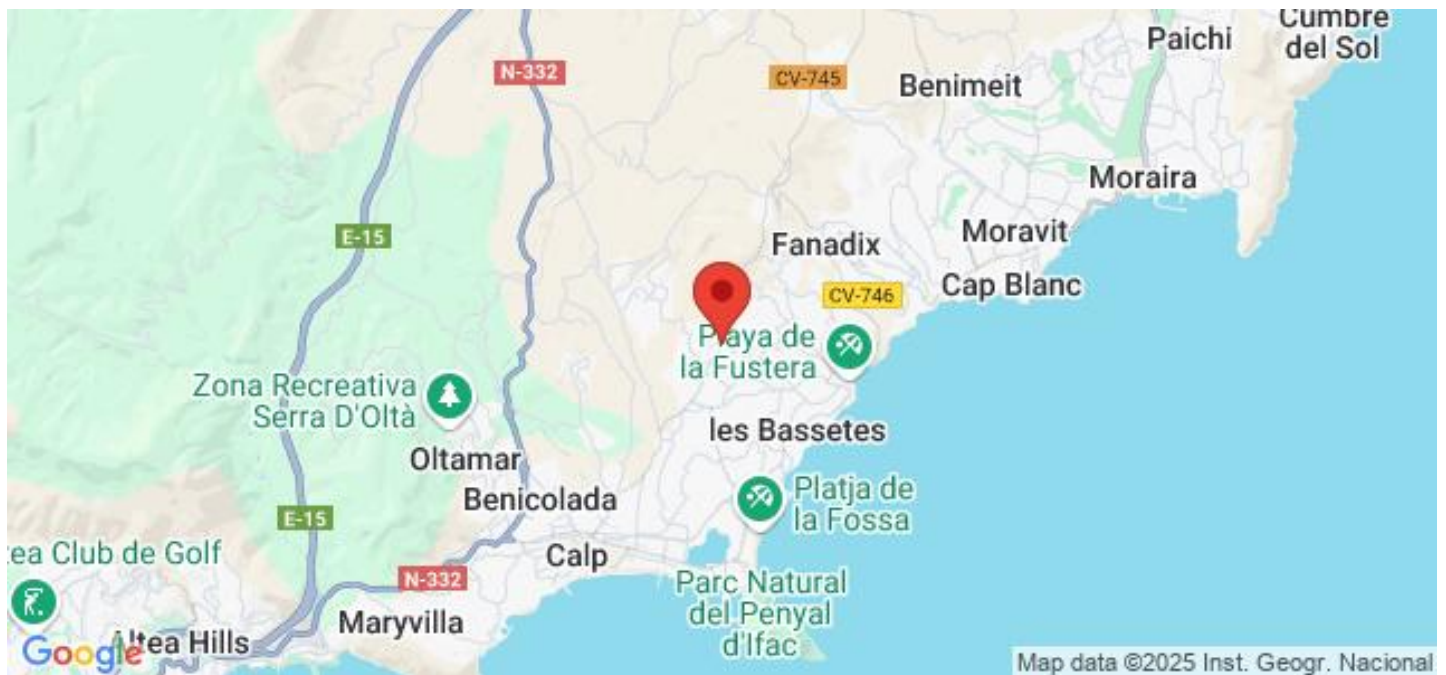 Cumbre
del Sol
Paichi
N-332
CV-745
Benimeit
Moraira
E-15
Fanadix
Moravit
Cap Blanc
CV-746
Playa de
la Fustera
Zona Recreativa
Serra D'Oltà
les Bassetes
Oltamar
Benicolada
Platja de
la Fossa
E-15
tea Club de Golf
Calp
N-332
Parc Natural
del Penyal
d'Ifac
Maryvilla
Altea Hills
Google
Map data ©2025 Inst. Geogr. Nacional